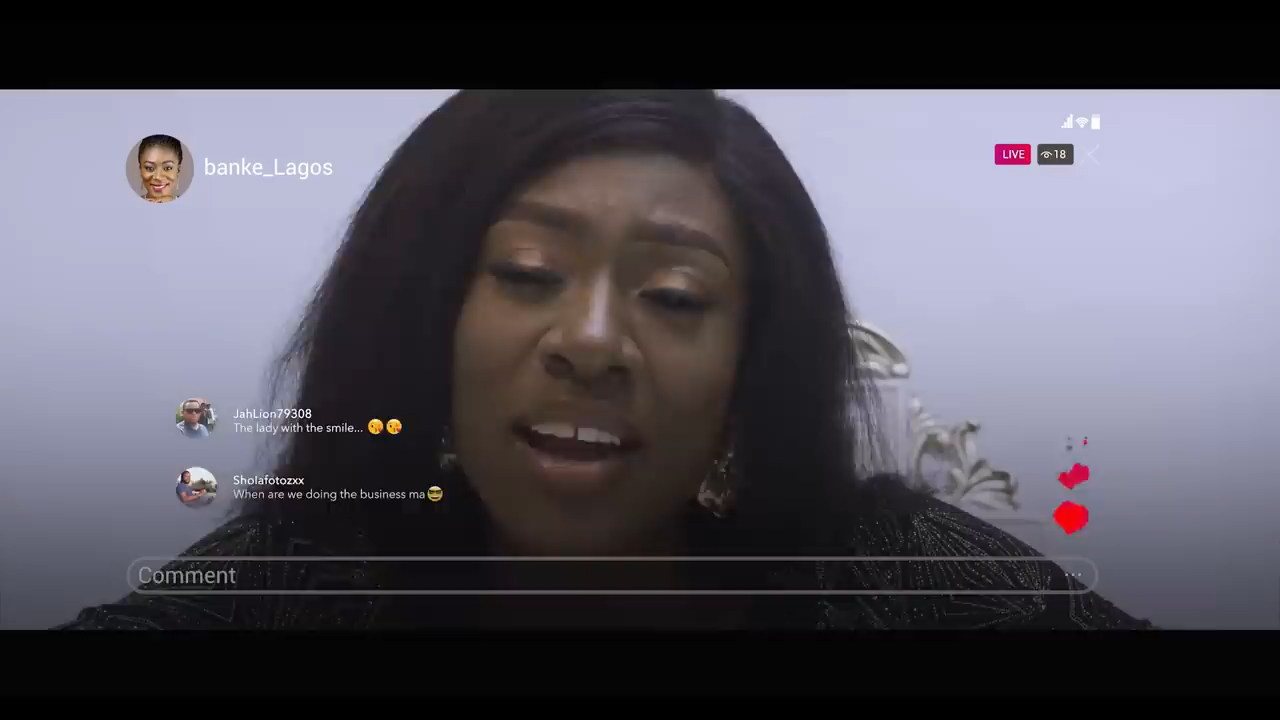 banke_Lagos
LIVE
18
JahLion79308
The lady with the smile... 😘😘
Sholafotozxx
When are we doing the business ma😎
Comment
...